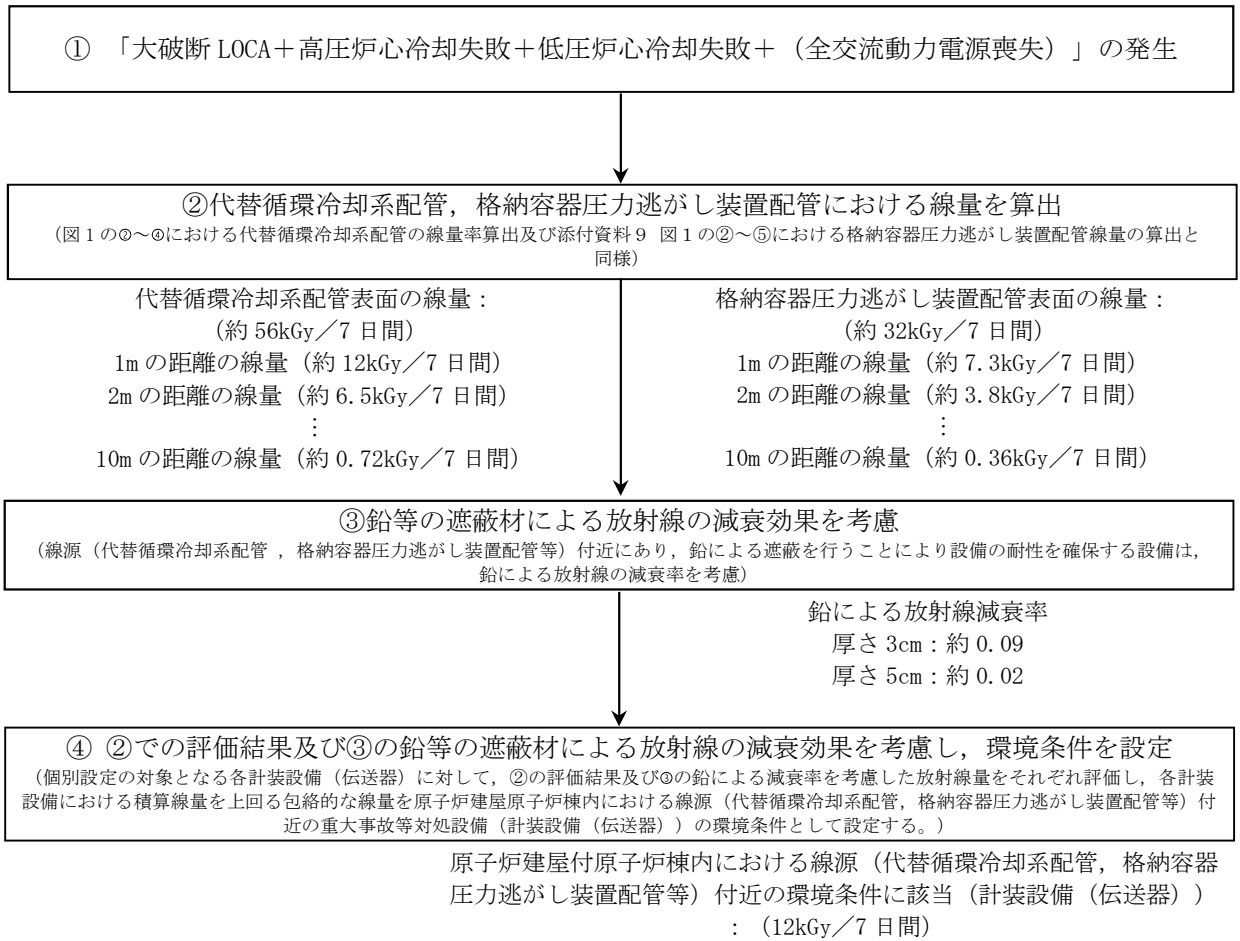 ① 「大破断 LOCA＋高圧炉心冷却失敗＋低圧炉心冷却失敗＋（全交流動力電源喪失）」の発生
②代替循環冷却系配管，格納容器圧力逃がし装置配管における線量を算出
（図１の②～④における代替循環冷却系配管の線量率算出及び添付資料９ 図１の②～⑤における格納容器圧力逃がし装置配管線量の算出と
同様）
代替循環冷却系配管表面の線量：
（約 56kGy／7 日間）
1m の距離の線量（約 12kGy／7 日間）
2m の距離の線量（約 6.5kGy／7 日間）
⋮
10m の距離の線量（約 0.72kGy／7 日間）
格納容器圧力逃がし装置配管表面の線量：
（約 32kGy／7 日間）
1m の距離の線量（約 7.3kGy／7 日間）
2m の距離の線量（約 3.8kGy／7 日間）
⋮
10m の距離の線量（約 0.36kGy／7 日間）
③鉛等の遮蔽材による放射線の減衰効果を考慮
（線源（代替循環冷却系配管 ，格納容器圧力逃がし装置配管等）付近にあり，鉛による遮蔽を行うことにより設備の耐性を確保する設備は，
鉛による放射線の減衰率を考慮）
鉛による放射線減衰率
厚さ 3cm：約 0.09
厚さ 5cm：約 0.02
④ ②での評価結果及び③の鉛等の遮蔽材による放射線の減衰効果を考慮し，環境条件を設定
（個別設定の対象となる各計装設備（伝送器）に対して，②の評価結果及び③の鉛による減衰率を考慮した放射線量をそれぞれ評価し，各計装
設備における積算線量を上回る包絡的な線量を原子炉建屋原子炉棟内における線源（代替循環冷却系配管，格納容器圧力逃がし装置配管等）付
近の重大事故等対処設備（計装設備（伝送器））の環境条件として設定する。）
原子炉建屋付原子炉棟内における線源（代替循環冷却系配管，格納容器
圧力逃がし装置配管等）付近の環境条件に該当（計装設備（伝送器））
：（12kGy／7 日間）